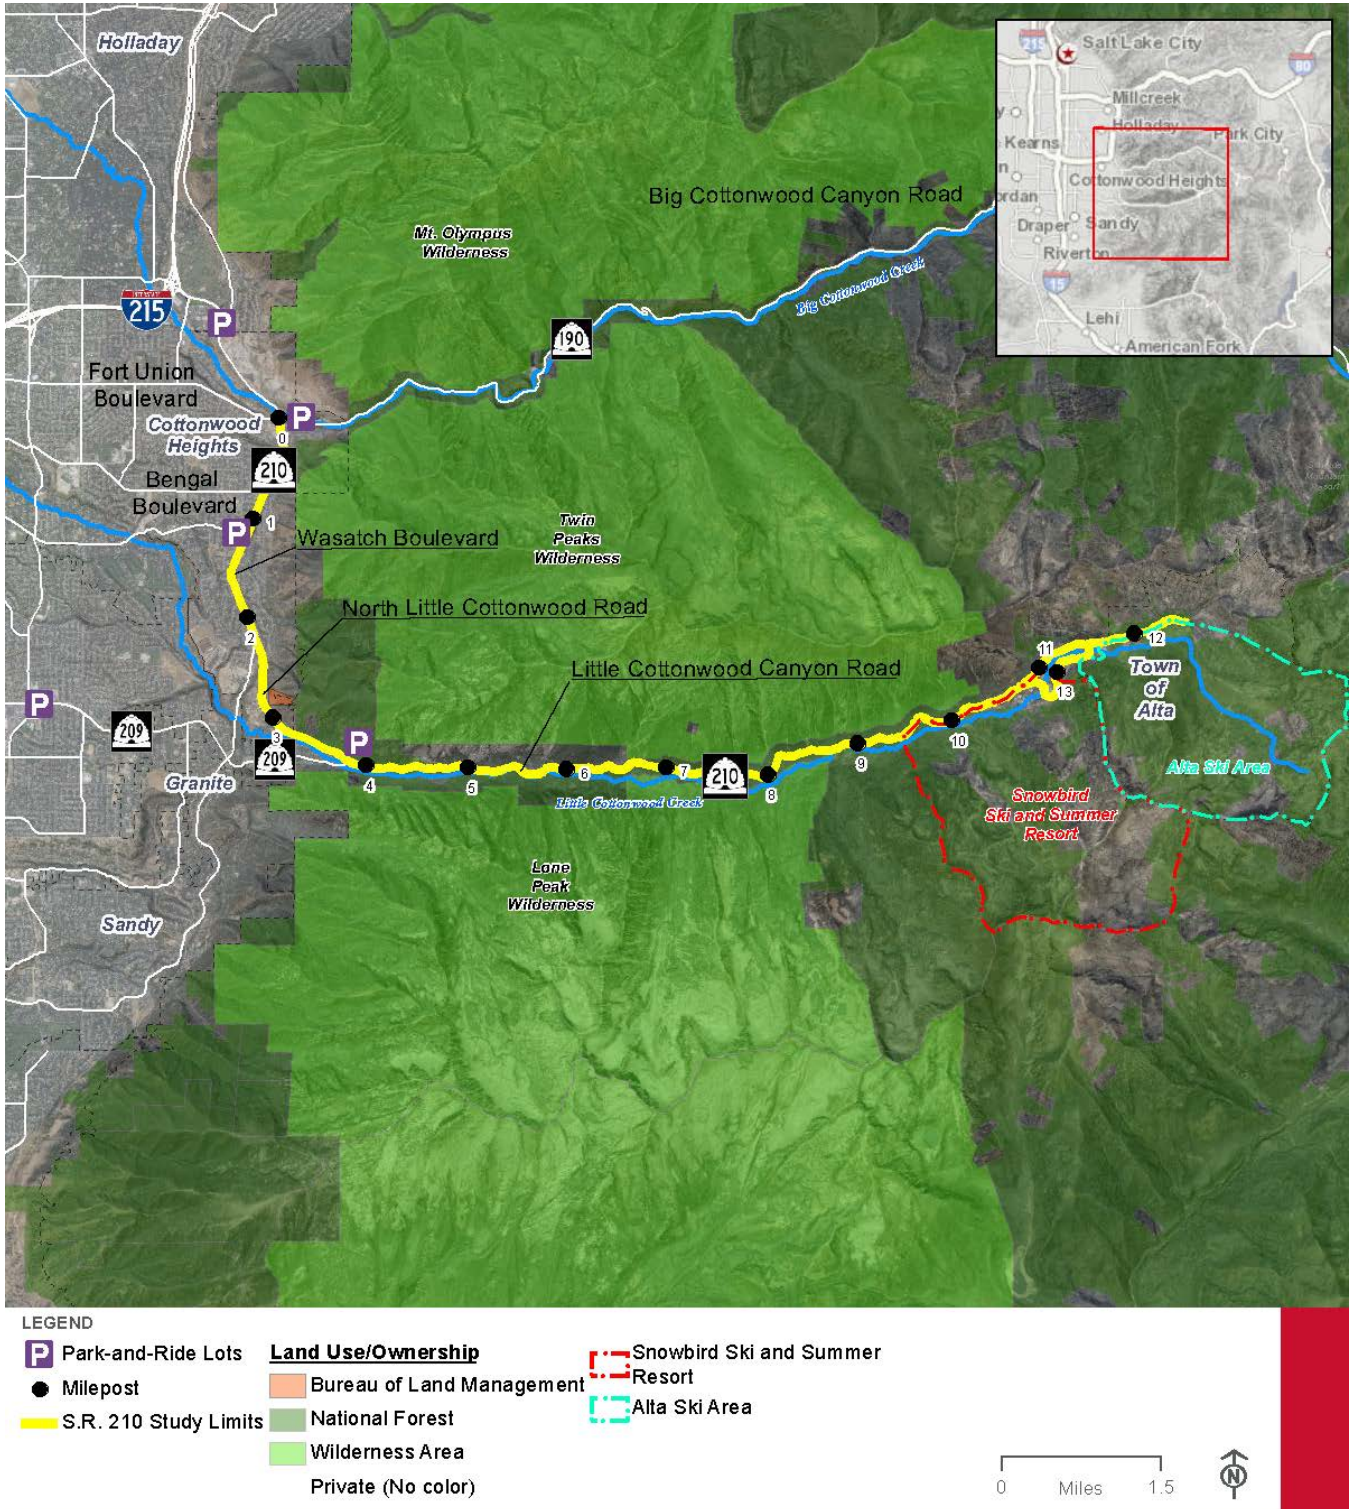 Holladay
215
Salt Lake City
80
Millcreek
Holladay
Park City
y
Kearns
n
Cottonwood Heights
ordan
Draper
Sandy
Riverton
15
Lehi
American Fork
Big Cottonwood Canyon Road
Mt. Olympus
Wilderness
Big Cottonwood Creek
215
P
190
Fort Union
Boulevard
P
Cottonwood
Heights
0
210
Bengal
Boulevard
1
P
Wasatch Boulevard
Twin
Peaks
Wilderness
North Little Cottonwood Road
2
Little Cottonwood Canyon Road
11
12
13
Town
of
Alta
P
209
3
209
P
10
9
Granite
4
5
6
7
210
8
Little Cottonwood Creek
Alta Ski Area
Snowbird
Ski and Summer
Resort
Lone
Peak
Wilderness
Sandy
LEGEND
P Park-and-Ride Lots
Milepost
S.R. 210 Study Limits
Land Use/Ownership
Bureau of Land Management
National Forest
Wilderness Area
Private (No color)
Snowbird Ski and Summer
Resort
Alta Ski Area
0 Miles 1.5
N